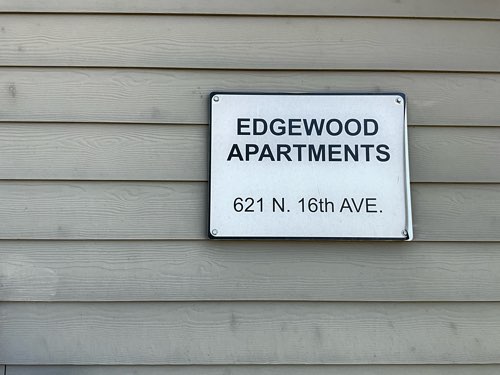 EDGEWOOD
APARTMENTS
621 N. 16th AVE.